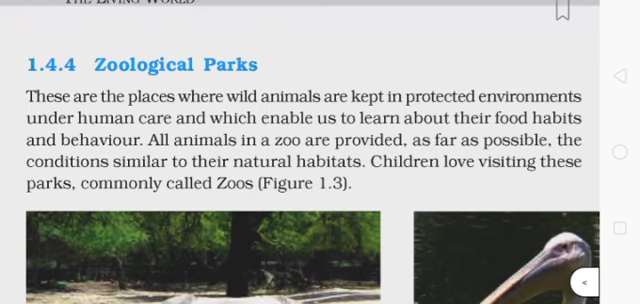 THE LIVING WORLD
1.4.4 Zoological Parks
These are the places where wild animals are kept in protected environments
under human care and which enable us to learn about their food habits
and behaviour. All animals in a zoo are provided, as far as possible, the
conditions similar to their natural habitats. Children love visiting these
parks, commonly called Zoos (Figure 1.3).